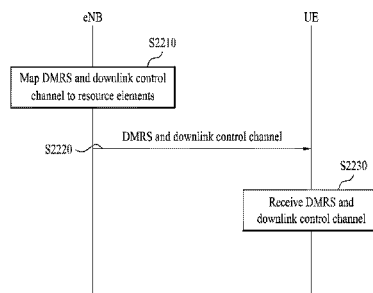 eNB
UE
S2210
Map DMRS and downlink control
channel to resource elements
DMRS and downlink control channel
S2220
S2230
Receive DMRS and
downlink control channel